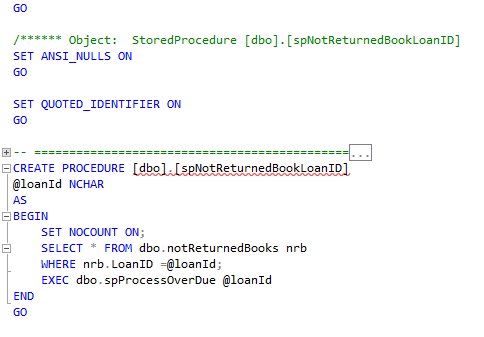 GO
/****** Object:  StoredProcedure [dbo].[spNotReturnedBookLoanID]
SET ANSI_NULLS ON
GO
SET QUOTED_IDENTIFIER ON
GO
-- =============================================...
CREATE PROCEDURE [dbo].[spNotReturnedBookLoanID]
@loanId NCHAR
AS
BEGIN
SET NOCOUNT ON;
SELECT * FROM dbo.notReturnedBooks nrb
WHERE nrb.LoanID =@loanId;
EXEC dbo.spProcessOverDue @loanId
END
GO